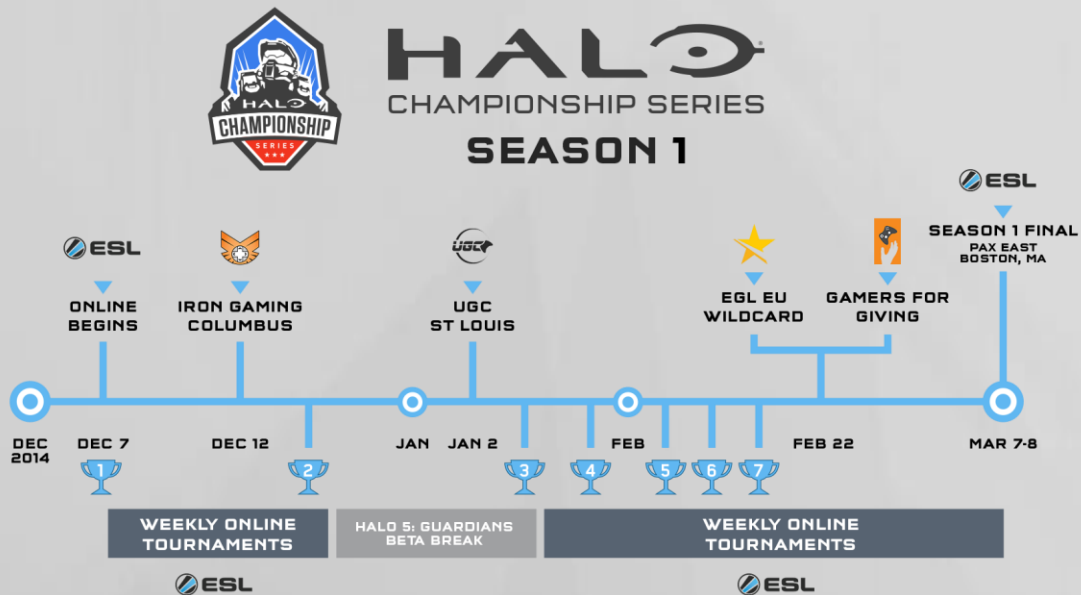 HALO
CHAMPIONSHIP
SERIES
HALO
CHAMPIONSHIP SERIES
SEASON 1
ESL
SEASON 1 FINAL
PAX EAST
BOSTON, MA
ESL
ONLINE
BEGINS
IRON GAMING
COLUMBUS
UGC
UGC
ST LOUIS
EGL EU
WILDCARD
GAMERS FOR
GIVING
DEC
2014
DEC 7
DEC 12
JAN
JAN 2
FEB
FEB 22
MAR 7-8
1
2
3
4
5
6
7
WEEKLY ONLINE
TOURNAMENTS
HALO 5: GUARDIANS
BETA BREAK
WEEKLY ONLINE
TOURNAMENTS
ESL
ESL